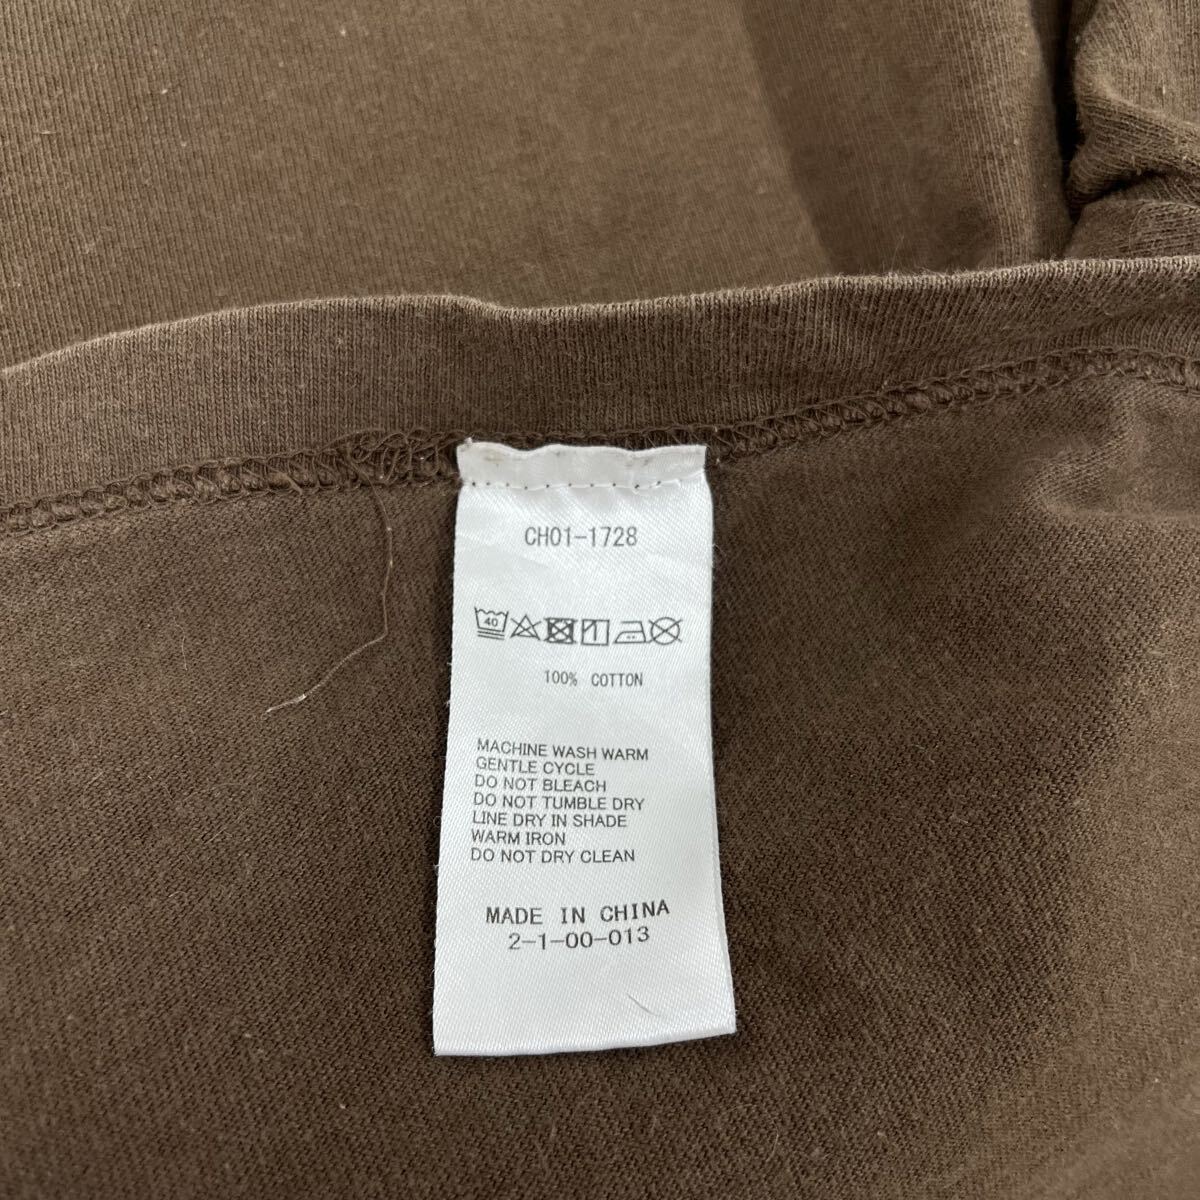 CH01-1728
40
100% COTTON
MACHINE WASH WARM
GENTLE CYCLE
DO NOT BLEACH
DO NOT TUMBLE DRY
LINE DRY IN SHADE
WARM IRON
DO NOT DRY CLEAN
MADE IN CHINA
2-1-00-013